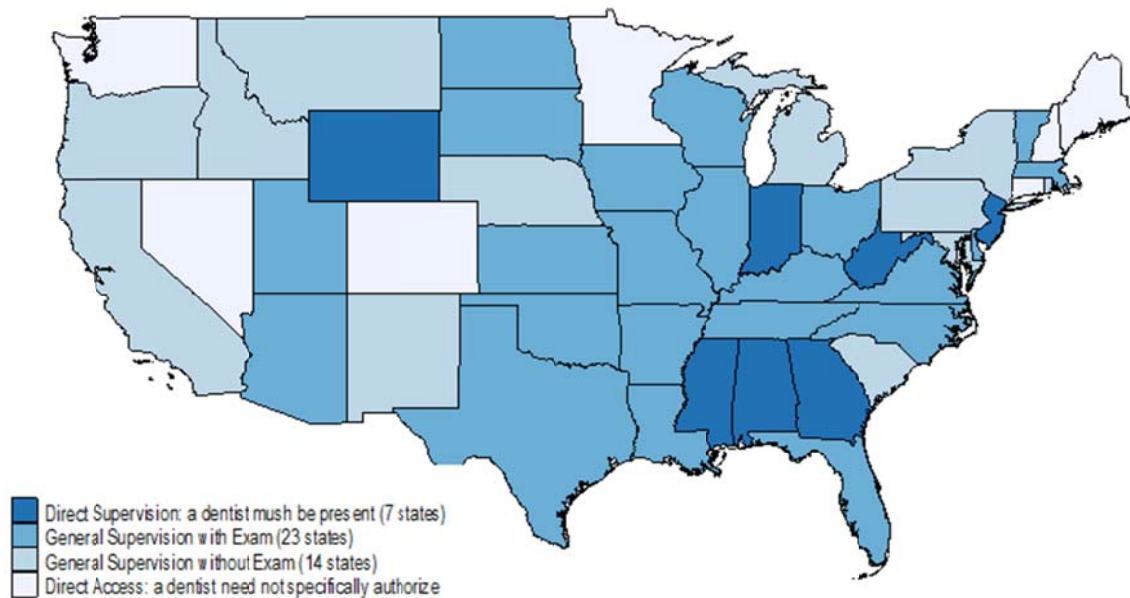 Direct Supervision: a dentist mush be present (7 states)
General Supervision with Exam (23 states)
General Supervision without Exam (14 states)
Direct Access: a dentist need not specifically authorize